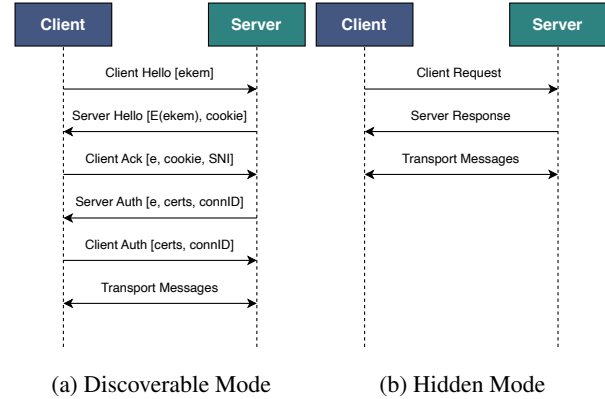 Client
Server
Client Hello [ekem]
Server Hello [E(ekem), cookie]
Client Ack [e, cookie, SNI]
Server Auth [e, certs, connID]
Client Auth [certs, connID]
Transport Messages
(a) Discoverable Mode
Client
Server
Client Request
Server Response
Transport Messages
(b) Hidden Mode